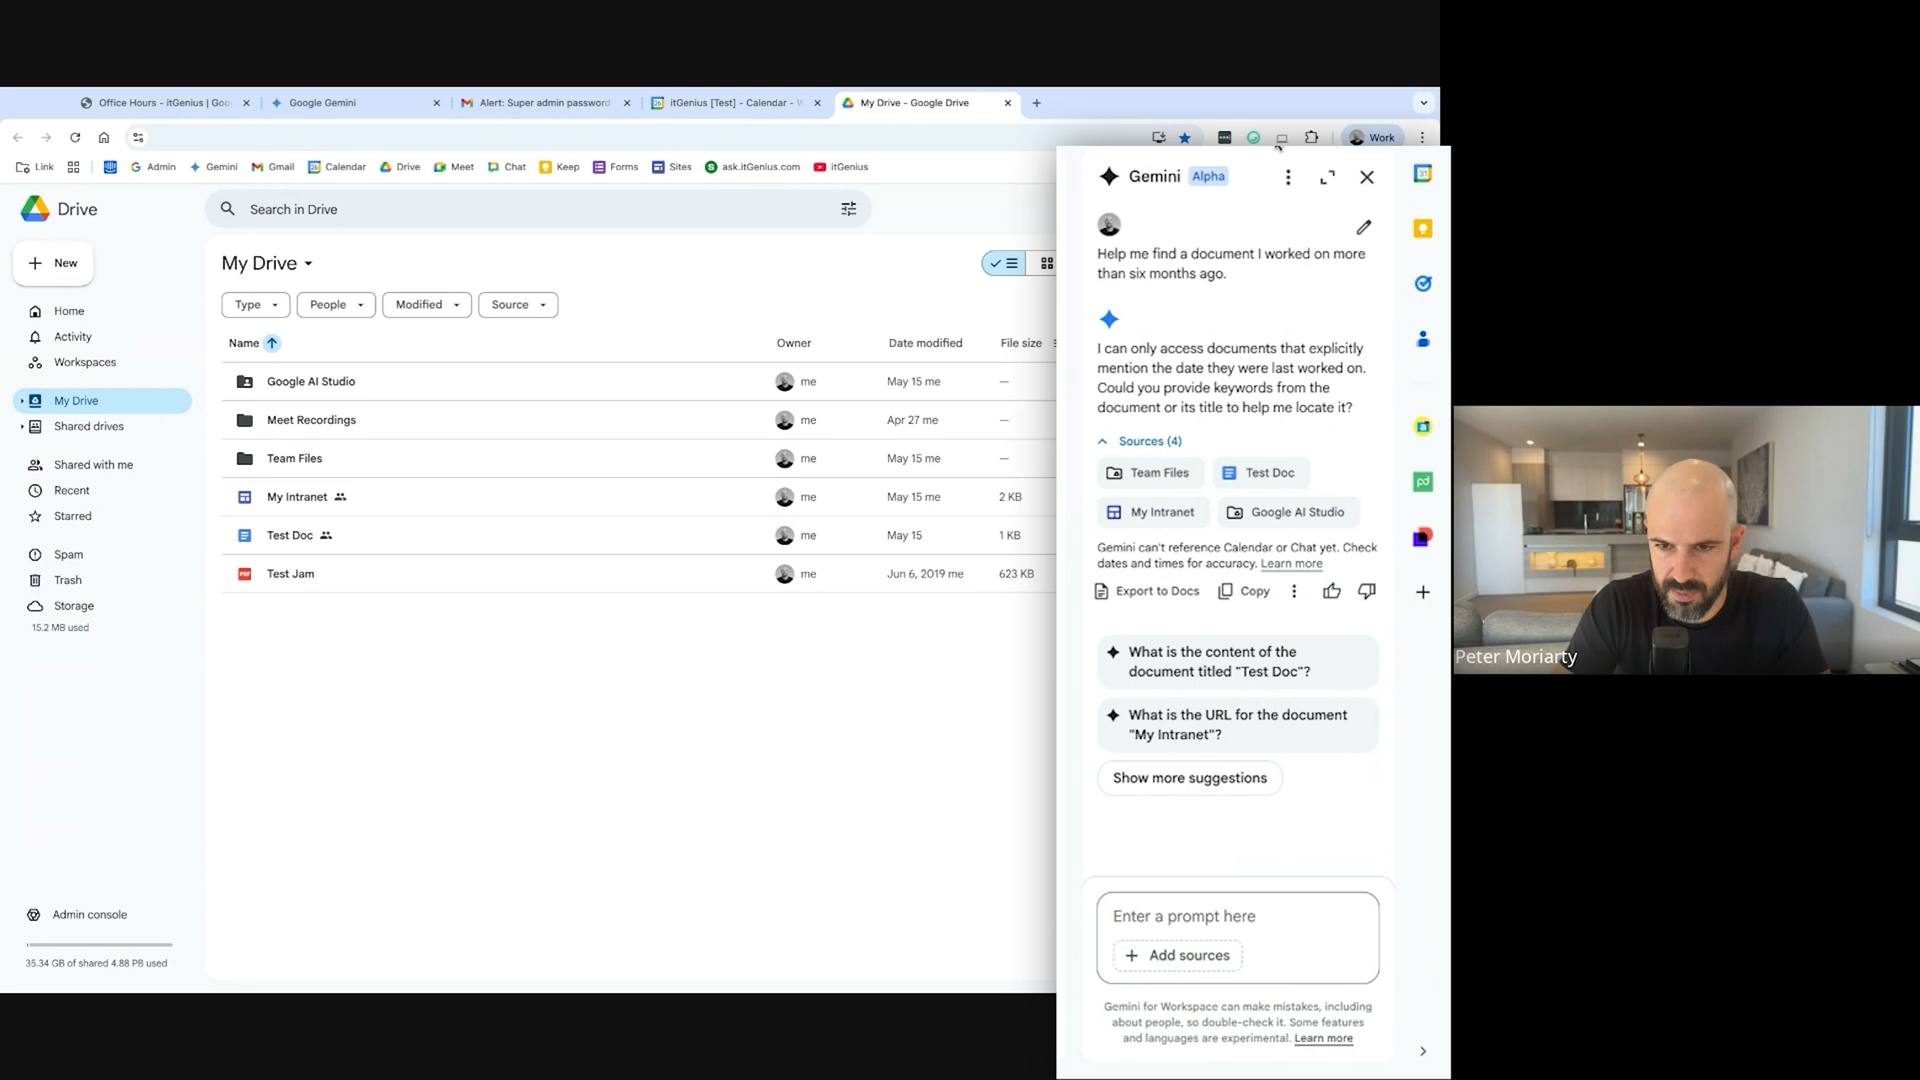 Office Hours - itGenius | Goo
Google Gemini
Alert: Super admin password
itGenius [Test] - Calendar - W
My Drive - Google Drive
Work
Link
Admin
Gemini
Gmail
Calendar
Drive
Meet
Chat
Keep
Forms
Sites
ask.itGenius.com
itGenius
Drive
Search in Drive
New
Home
Activity
Workspaces
My Drive
Shared drives
Shared with me
Recent
Starred
Spam
Trash
Storage
15.2 MB used
Admin console
35.34 GB of shared 4.88 PB used
My Drive
Type
People
Modified
Source
Name
Owner
Date modified
File size
Google AI Studio
me
May 15 me
—
Meet Recordings
me
Apr 27 me
—
Team Files
me
May 15 me
—
My Intranet
me
May 15 me
2 KB
Test Doc
me
May 15
1 KB
PDF
Test Jam
me
Jun 6, 2019 me
623 KB
Gemini Alpha
Help me find a document I worked on more
than six months ago.
I can only access documents that explicitly
mention the date they were last worked on.
Could you provide keywords from the
document or its title to help me locate it?
Sources (4)
Team Files
Test Doc
My Intranet
Google AI Studio
Gemini can't reference Calendar or Chat yet. Check
dates and times for accuracy. Learn more
Export to Docs
Copy
What is the content of the
document titled "Test Doc"?
What is the URL for the document
"My Intranet"?
Show more suggestions
Enter a prompt here
Add sources
Gemini for Workspace can make mistakes, including
about people, so double-check it. Some features
and languages are experimental. Learn more
31
pd
Peter Moriarty